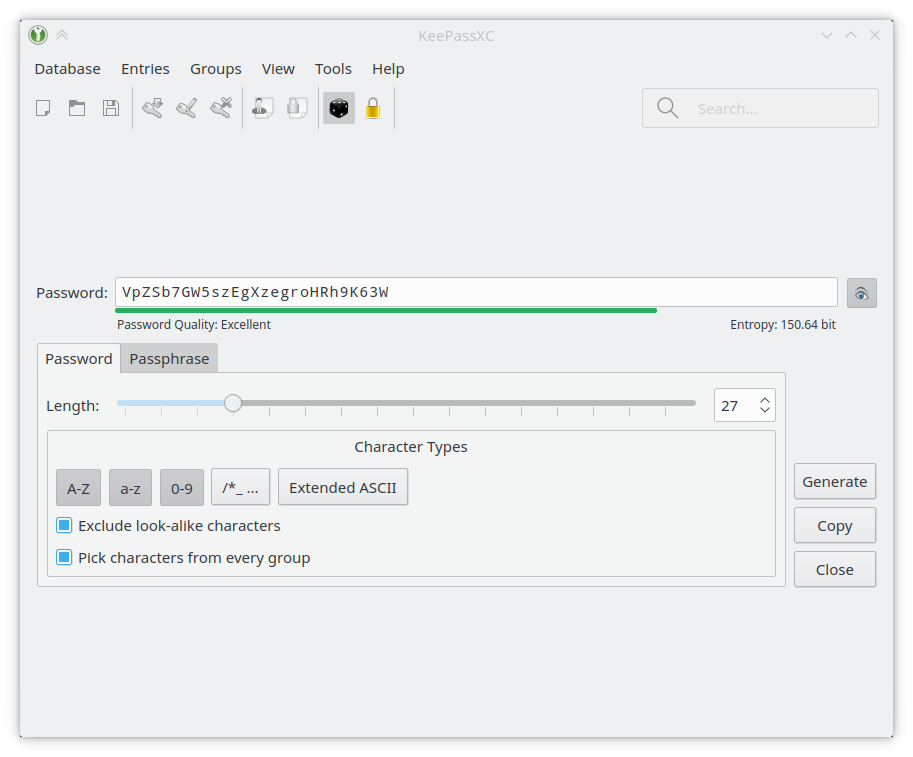 KeePassXC
Database Entries Groups View Tools Help
Search...
Password: VpZSb7GW5szEgXzegroHRh9K63W
Password Quality: Excellent Entropy: 150.64 bit
Password Passphrase
Length: 27
Character Types
A-Z a-z 0-9 /*_ ... Extended ASCII
Exclude look-alike characters
Pick characters from every group
Generate
Copy
Close